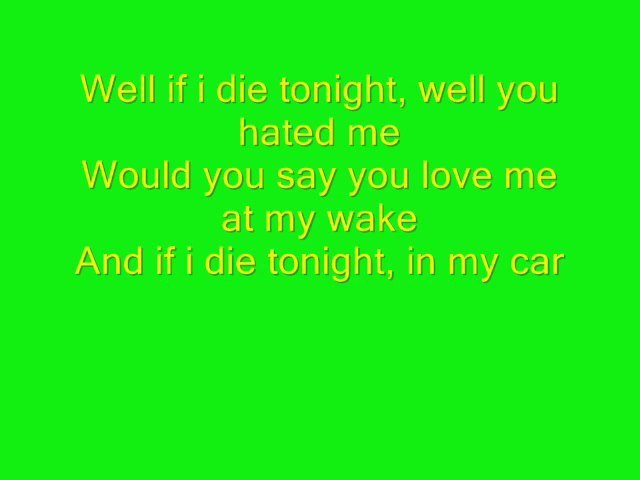 Well if i die tonight, well you
hated me
Would you say you love me
at my wake
And if i die tonight, in my car